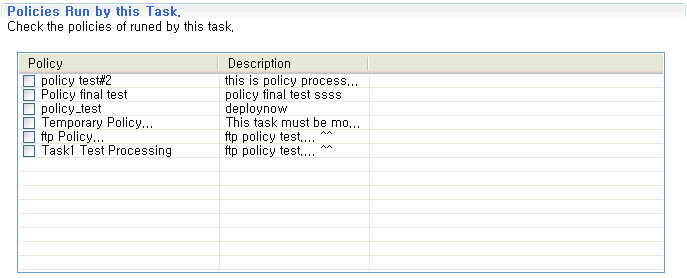 Policies Run by this Task.
Check the policies of runed by this task.
Policy Description
policy test#2 this is policy process...
Policy final test policy final test ssss
policy_test deploynow
Temporary Policy... This task must be mo...
ftp Policy... ftp policy test.... ^^
Task1 Test Processing ftp policy test.... ^^